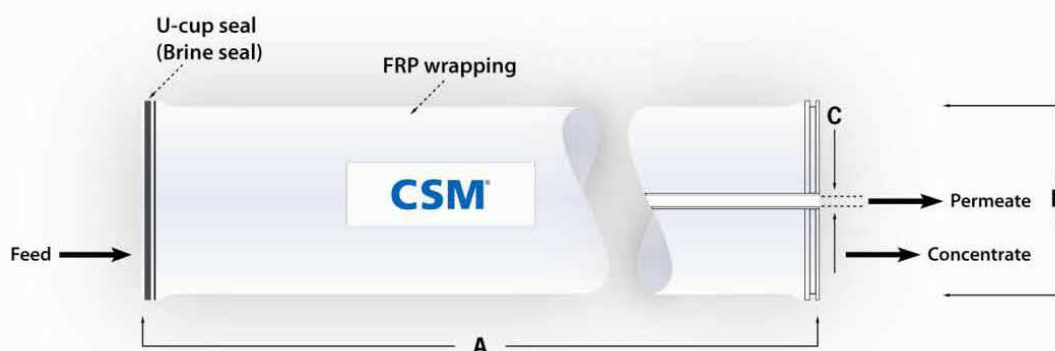 U-cup seal
(Brine seal)
FRP wrapping
C
CSM®
Permeate
Feed
Concentrate
A